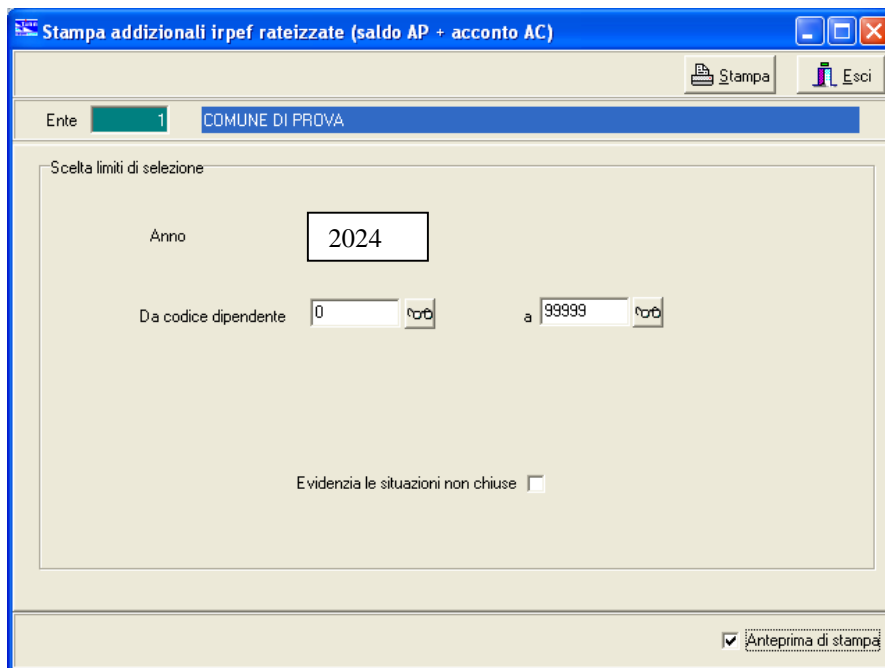 Stampa addizionali irpef rateizzate (saldo AP + acconto AC)
Stampa Esci
Ente 1 COMUNE DI PROVA
Scelta limiti di selezione
Anno 2024
Da codice dipendente 0 a 99999
Evidenzia le situazioni non chiuse
Anteprima di stampa